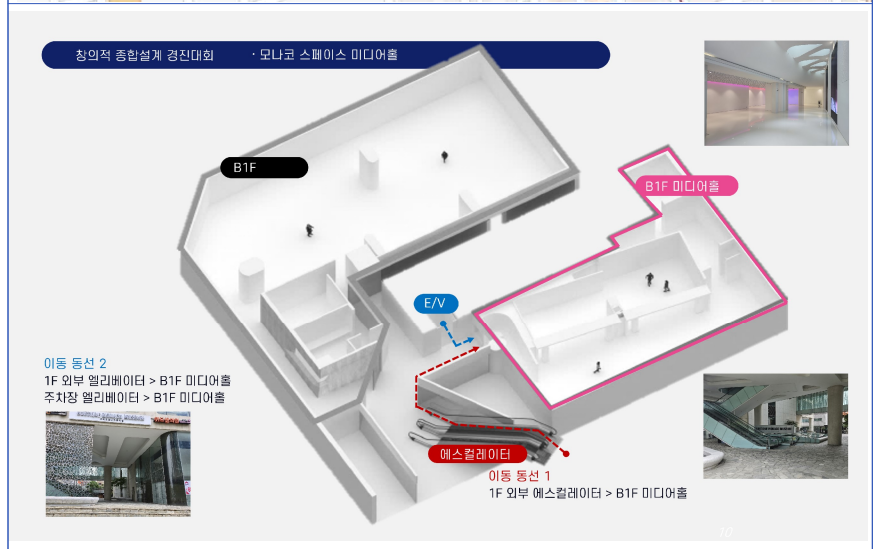 창의적 종합설계 경진대회 · 모나코 스페이스 미디어홀
B1F
B1F 미디어홀
E/V
이동 동선 2
1F 외부 엘리베이터 > B1F 미디어홀
주차장 엘리베이터 > B1F 미디어홀
에스컬레이터
이동 동선 1
1F 외부 에스컬레이터 > B1F 미디어홀
10